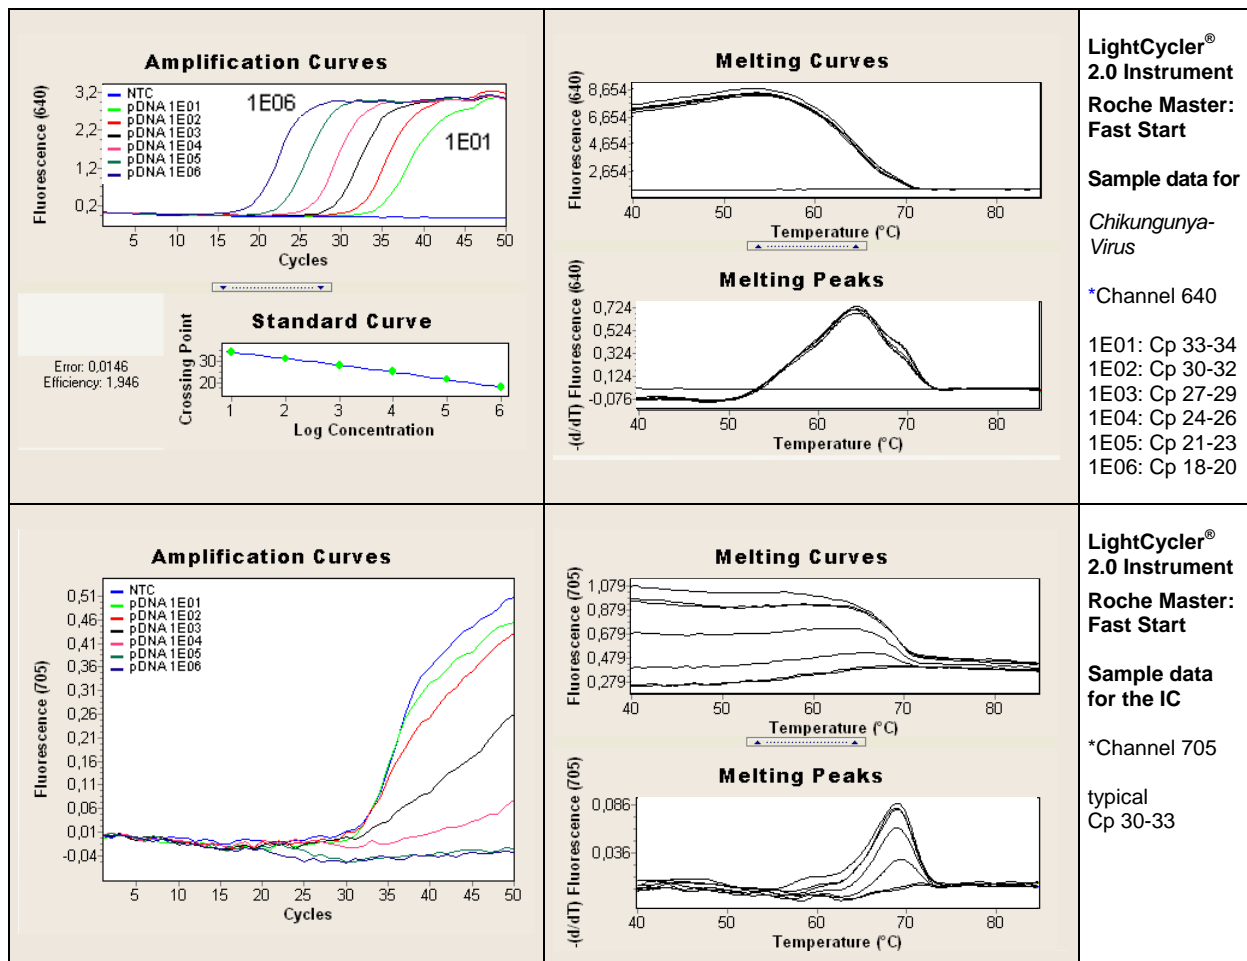 Amplification Curves
Fluorescence (640)
3,2
2,2
1,2
0,2
NTC
pDNA 1E01
pDNA 1E02
pDNA 1E03
pDNA 1E04
pDNA 1E05
pDNA 1E06
1E06
1E01
5 10 15 20 25 30 35 40 45 50
Cycles
Error: 0,0146
Efficiency: 1,946
Standard Curve
Crossing Point
30
20
1 2 3 4 5 6
Log Concentration
Melting Curves
Fluorescence (640)
8,654
6,654
4,654
2,654
40 50 60 70 80
Temperature (°C)
Melting Peaks
-(d/dT) Fluorescence (640)
0,724
0,524
0,324
0,124
-0,076
40 50 60 70 80
Temperature (°C)
LightCycler®
2.0 Instrument
Roche Master:
Fast Start
Sample data for
Chikungunya-
Virus
*Channel 640
1E01: Cp 33-34
1E02: Cp 30-32
1E03: Cp 27-29
1E04: Cp 24-26
1E05: Cp 21-23
1E06: Cp 18-20
Amplification Curves
Fluorescence (705)
0,51
0,46
0,41
0,36
0,31
0,26
0,21
0,16
0,11
0,06
0,01
-0,04
NTC
pDNA 1E01
pDNA 1E02
pDNA 1E03
pDNA 1E04
pDNA 1E05
pDNA 1E06
5 10 15 20 25 30 35 40 45 50
Cycles
Melting Curves
Fluorescence (705)
1,079
0,879
0,679
0,479
0,279
40 50 60 70 80
Temperature (°C)
Melting Peaks
-(d/dT) Fluorescence (705)
0,086
0,036
40 50 60 70 80
Temperature (°C)
LightCycler®
2.0 Instrument
Roche Master:
Fast Start
Sample data
for the IC
*Channel 705
typical
Cp 30-33